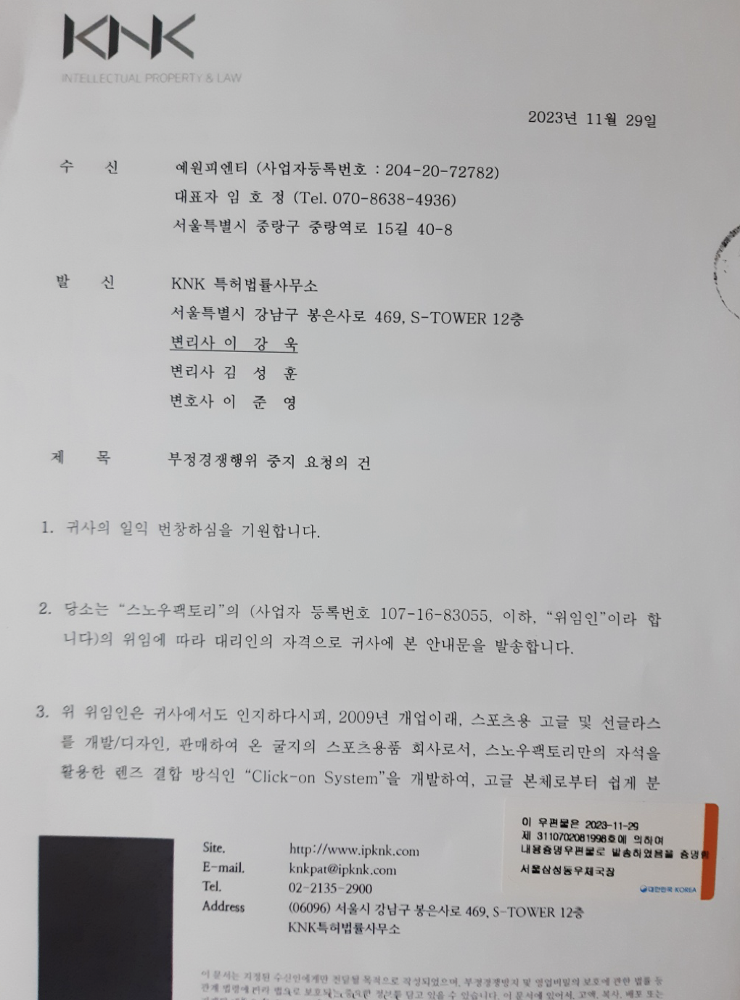 KNK
INTELLECTUAL PROPERTY & LAW
2023년 11월 29일
수 신 예원피엔티 (사업자등록번호 : 204-20-72782)
대표자 임 호 정 (Tel. 070-8638-4936)
서울특별시 중랑구 중랑역로 15길 40-8
발 신 KNK 특허법률사무소
서울특별시 강남구 봉은사로 469, S-TOWER 12층
변리사 이 강 욱
변리사 김 성 훈
변호사 이 준 영
제 목 부정경쟁행위 중지 요청의 건
1. 귀사의 일익 번창하심을 기원합니다.
2. 당소는 “스노우팩토리”의 (사업자 등록번호 107-16-83055, 이하, “위임인”이라 합
니다)의 위임에 따라 대리인의 자격으로 귀사에 본 안내문을 발송합니다.
3. 위 위임인은 귀사에서도 인지하다시피, 2009년 개업이래, 스포츠용 고글 및 선글라스
를 개발/디자인, 판매하여 온 굴지의 스포츠용품 회사로서, 스노우팩토리만의 자석을
활용한 렌즈 결합 방식인 “Click-on System”을 개발하여, 고글 본체로부터 쉽게 분
이 우편물은 2023-11-29
제 3110702081998호에 의하여
내용증명우편물로 발송하였음을 증명함
서울삼성동우체국장
대한민국 KOREA
Site. http://www.ipknk.com
E-mail. knkpat@ipknk.com
Tel. 02-2135-2900
Address (06096) 서울시 강남구 봉은사로 469, S-TOWER 12층
KNK특허법률사무소
이 문서는 지정된 수신인에게만 전달될 목적으로 작성되었으며, 부정경쟁방지 및 영업비밀의 보호에 관한 법률 등
관계 법령에 따라 법으로 보호되는 중요한 정보를 담고 있을 수 있습니다. 이 문서에 있어서, 고액, 복사, 배포 또는